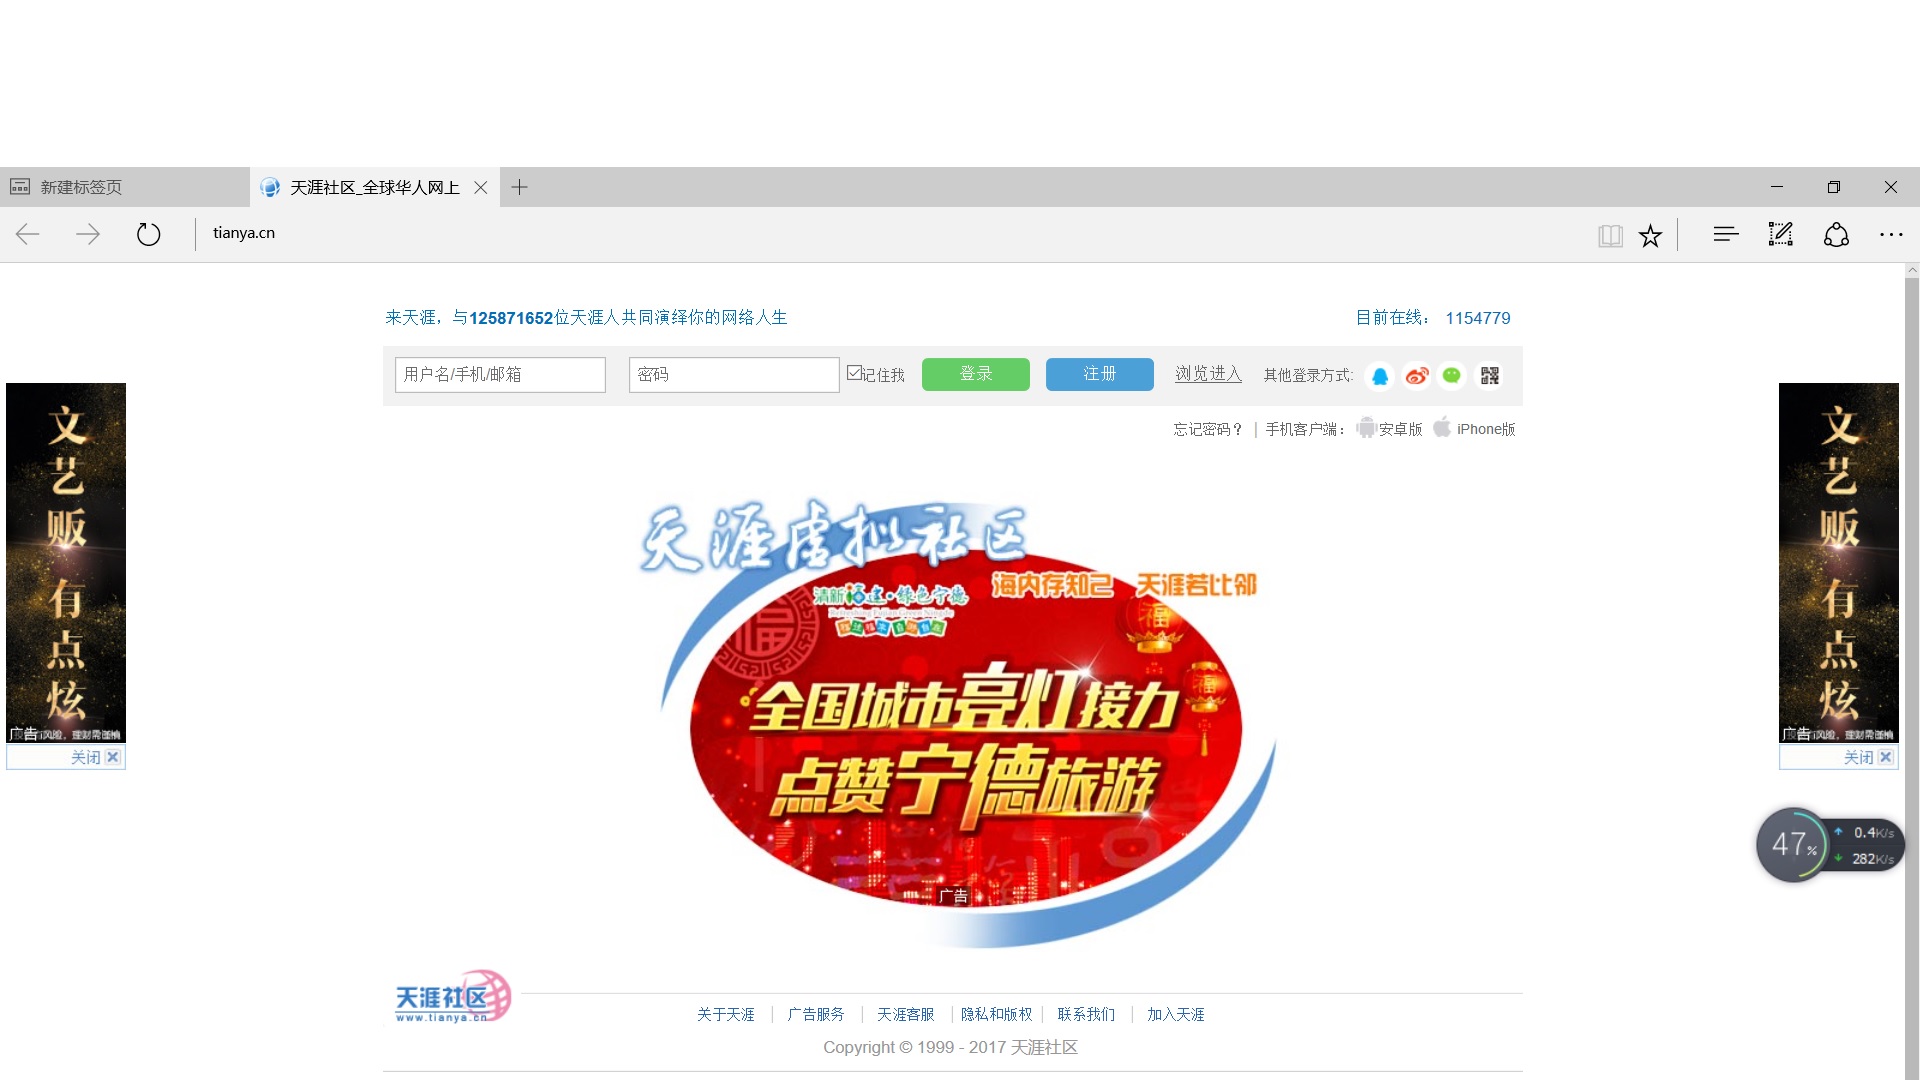 新建标签页
天涯社区_全球华人网上
tianya.cn
来天涯，与125871652位天涯人共同演绎你的网络人生
目前在线： 1154779
用户名/手机/邮箱
密码
记住我
登录
注册
浏览进入
其他登录方式:
忘记密码？ | 手机客户端： 安卓版 iPhone版
文艺贩
有点炫
广告
关闭
文艺贩
有点炫
广告
关闭
天涯虚拟社区
海内存知己 天涯若比邻
清新福建·绿色宁德
全国城市亮灯接力
点赞宁德旅游
广告
47%
0.4K/s
282K/s
天涯社区
www.tianya.cn
关于天涯 | 广告服务 | 天涯客服 | 隐私和版权 | 联系我们 | 加入天涯
Copyright © 1999 - 2017 天涯社区